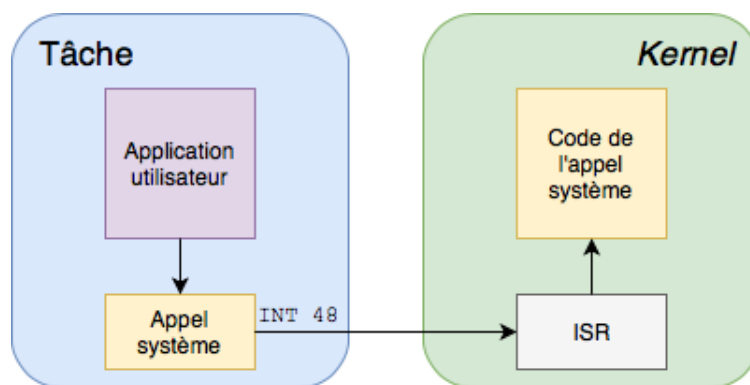 Tâche
Kernel
Application
utilisateur
Code de
l'appel
système
Appel
système
INT 48
ISR